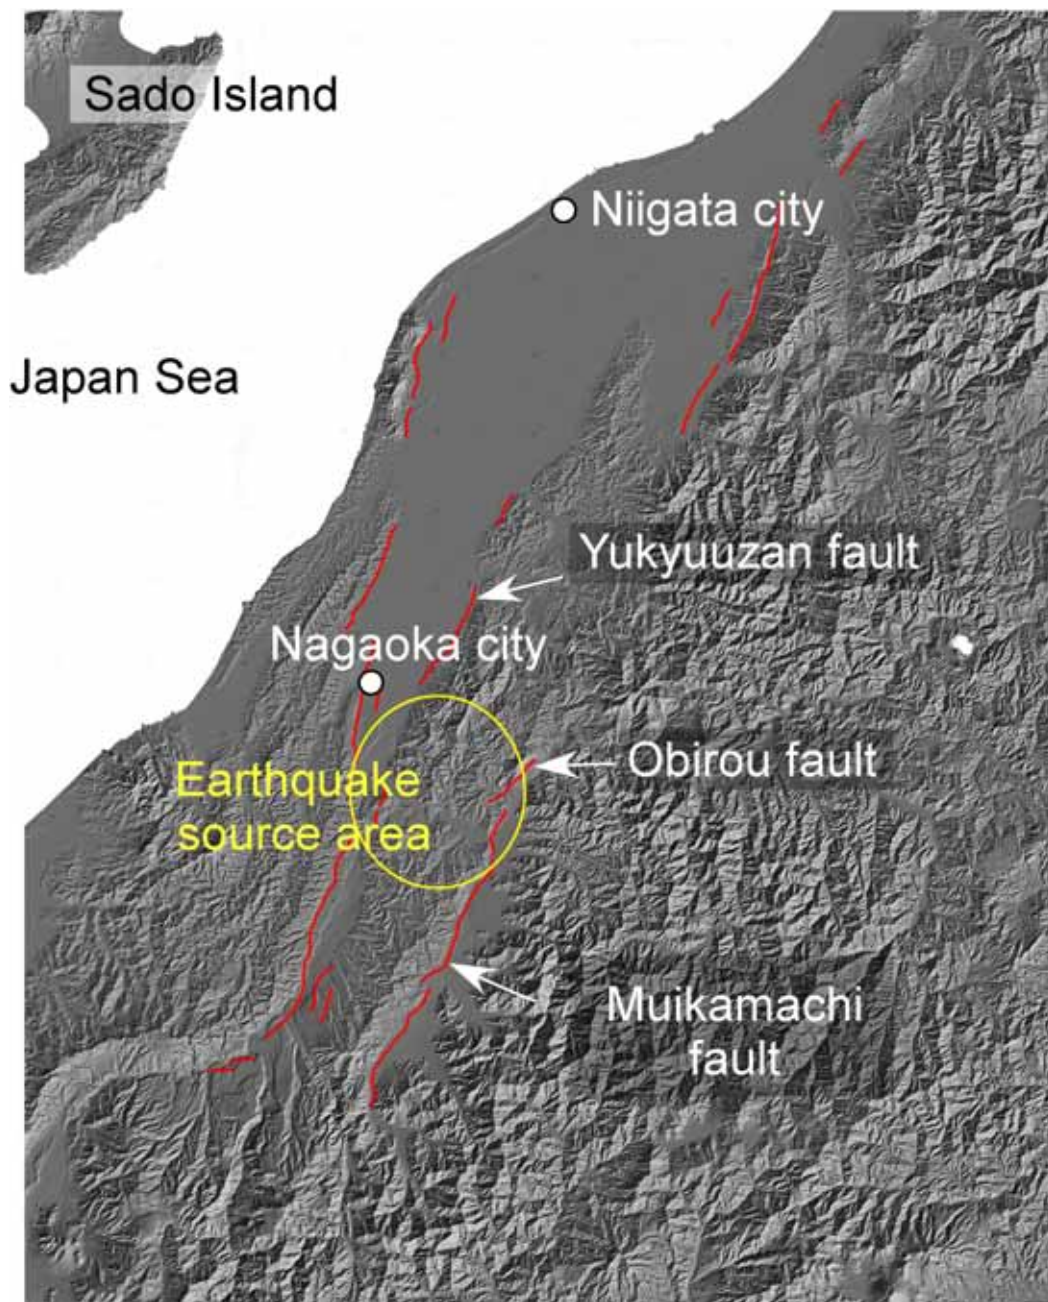 Sado Island
Niigata city
Japan Sea
Yukyuuzan fault
Nagaoka city
Obirou fault
Earthquake
source area
Muikamachi
fault